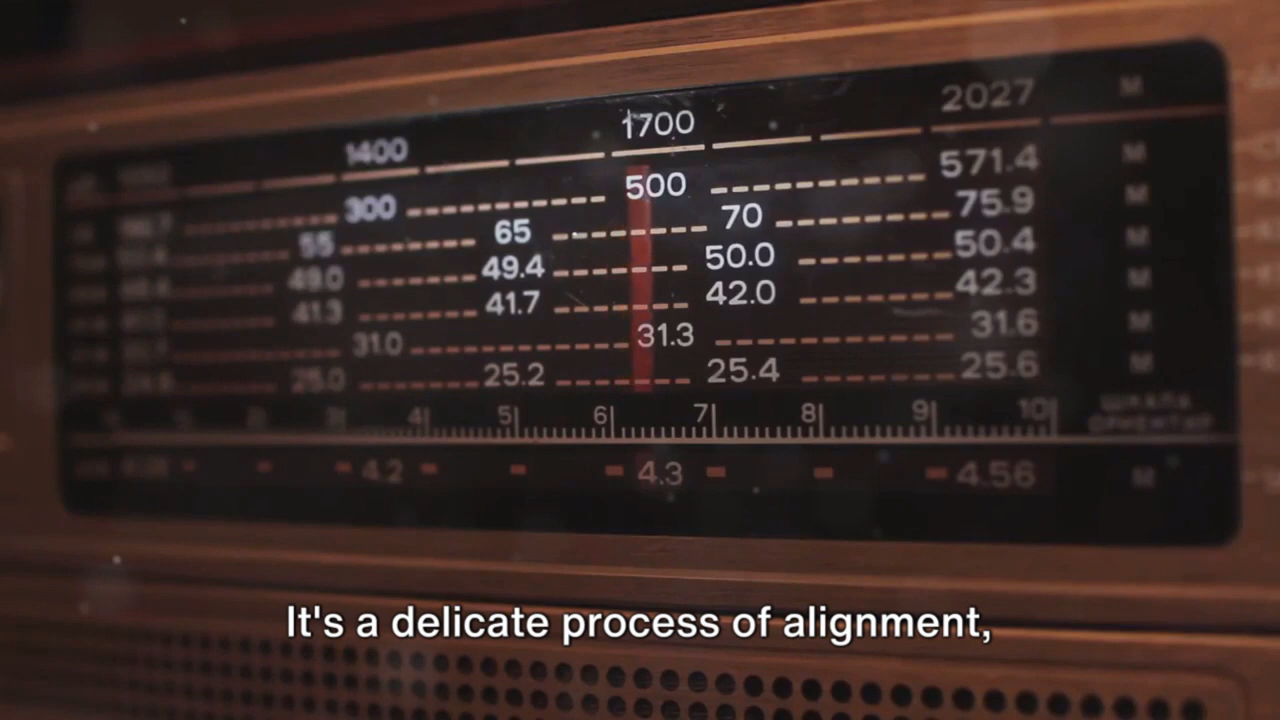 1400 1700 2027 М
300 500 571.4 М
55 65 70 75.9 М
49.0 49.4 50.0 50.4 М
41.3 41.7 42.0 42.3 М
31.0 31.3 31.6 М
25.0 25.2 25.4 25.6 М
4 5 6 7 8 9 10 ШКАЛА
ОРИЕНТИР
4.2 4.3 4.56 М
It's a delicate process of alignment,